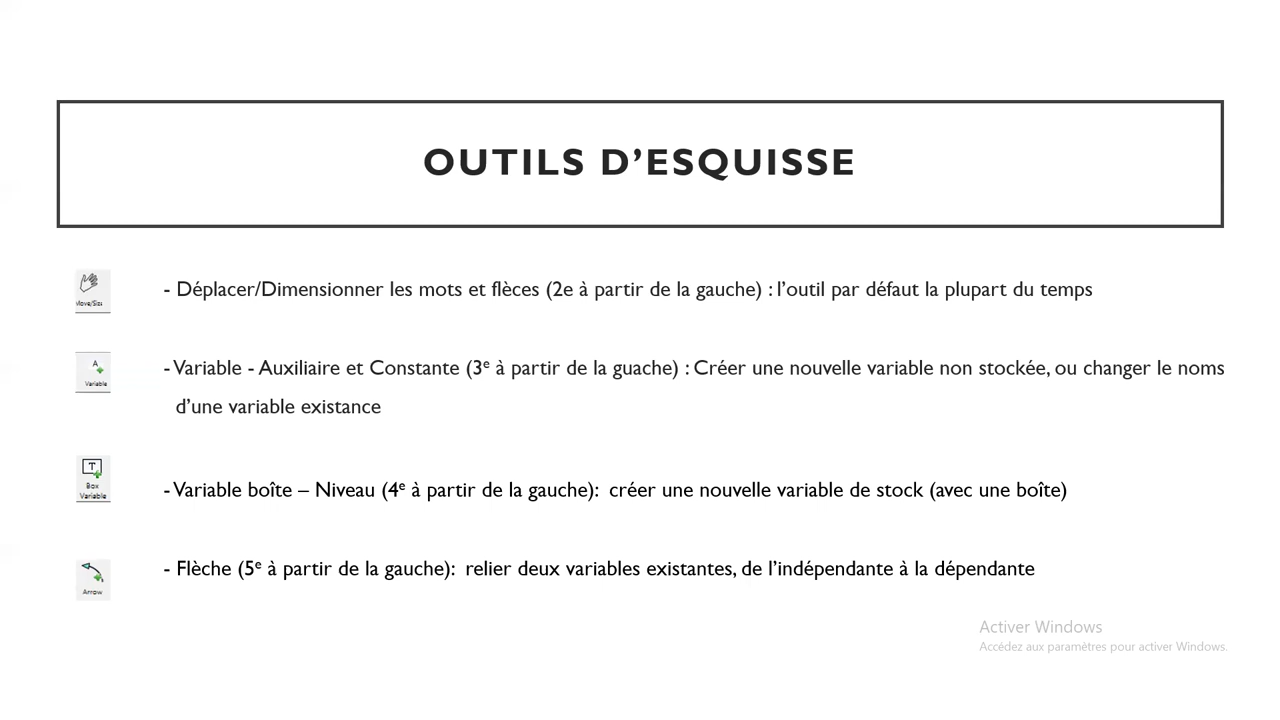 OUTILS D’ESQUISSE
Move/Size
- Déplacer/Dimensionner les mots et flèces (2e à partir de la gauche) : l’outil par défaut la plupart du temps
A
Variable
- Variable - Auxiliaire et Constante (3e à partir de la guache) : Créer une nouvelle variable non stockée, ou changer le noms
d’une variable existance
T
Box
Variable
- Variable boîte – Niveau (4e à partir de la gauche): créer une nouvelle variable de stock (avec une boîte)
- Flèche (5e à partir de la gauche): relier deux variables existantes, de l’indépendante à la dépendante
Arrow
Activer Windows
Accédez aux paramètres pour activer Windows.